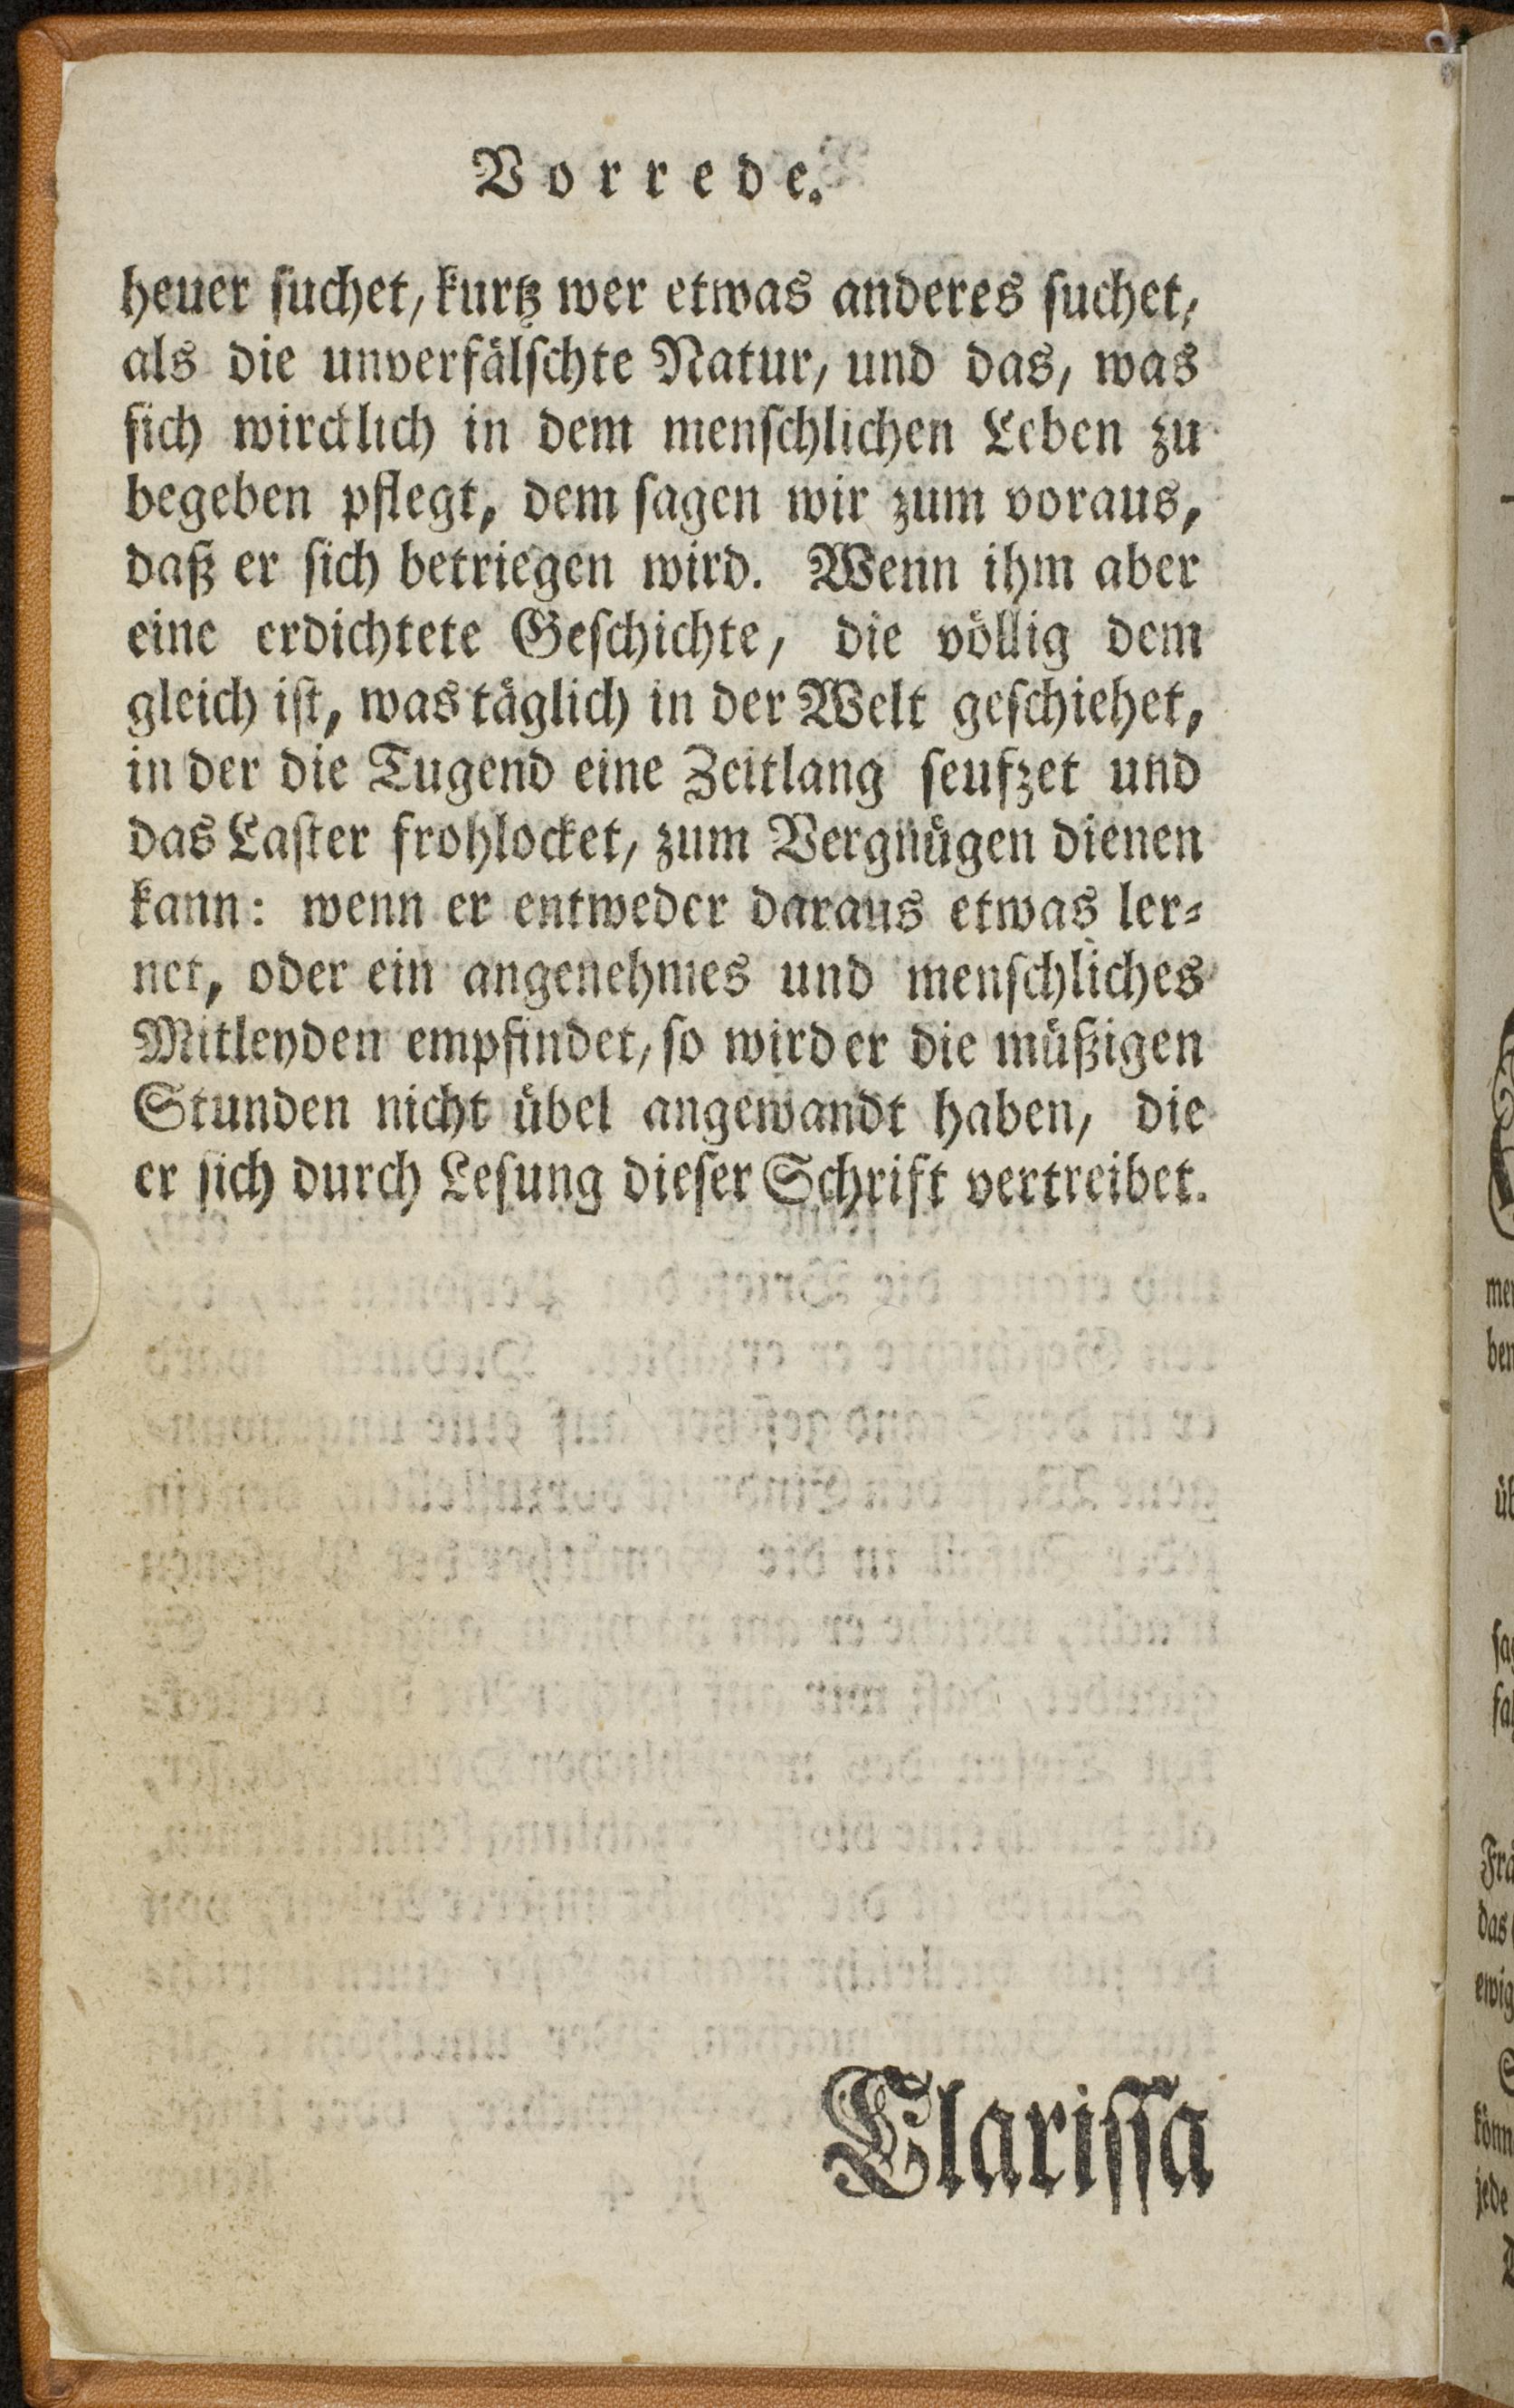 Vorrede.
heuer ſuchet, kurtz wer etwas anderes ſuchet,
als die unverfälſchte Natur, und das, was
ſich wircklich in dem menſchlichen Leben zu
begeben pflegt, dem ſagen wir zum voraus,
daß er ſich betriegen wird. Wenn ihm aber
eine erdichtete Geſchichte, die völlig dem
gleich iſt, was täglich in der Welt geſchiehet,
in der die Tugend eine Zeitlang ſeufzet und
das Laſter frohlocket, zum Vergnügen dienen
kann: wenn er entweder daraus etwas ler⸗
net, oder ein angenehmes und menſchliches
Mitleyden empfindet, ſo wird er die müßigen
Stunden nicht übel angewandt haben, die
er ſich durch Leſung dieſer Schrift vertreibet.
Clariſſa